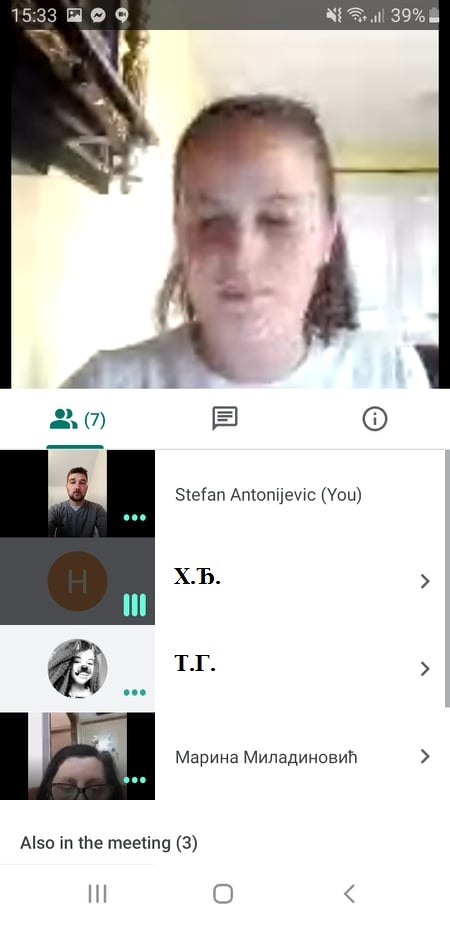 15:33 39%
(7)
Stefan Antonijevic (You)
H
Х.Ђ.
Т.Г.
Марина Миладиновић
Also in the meeting (3)